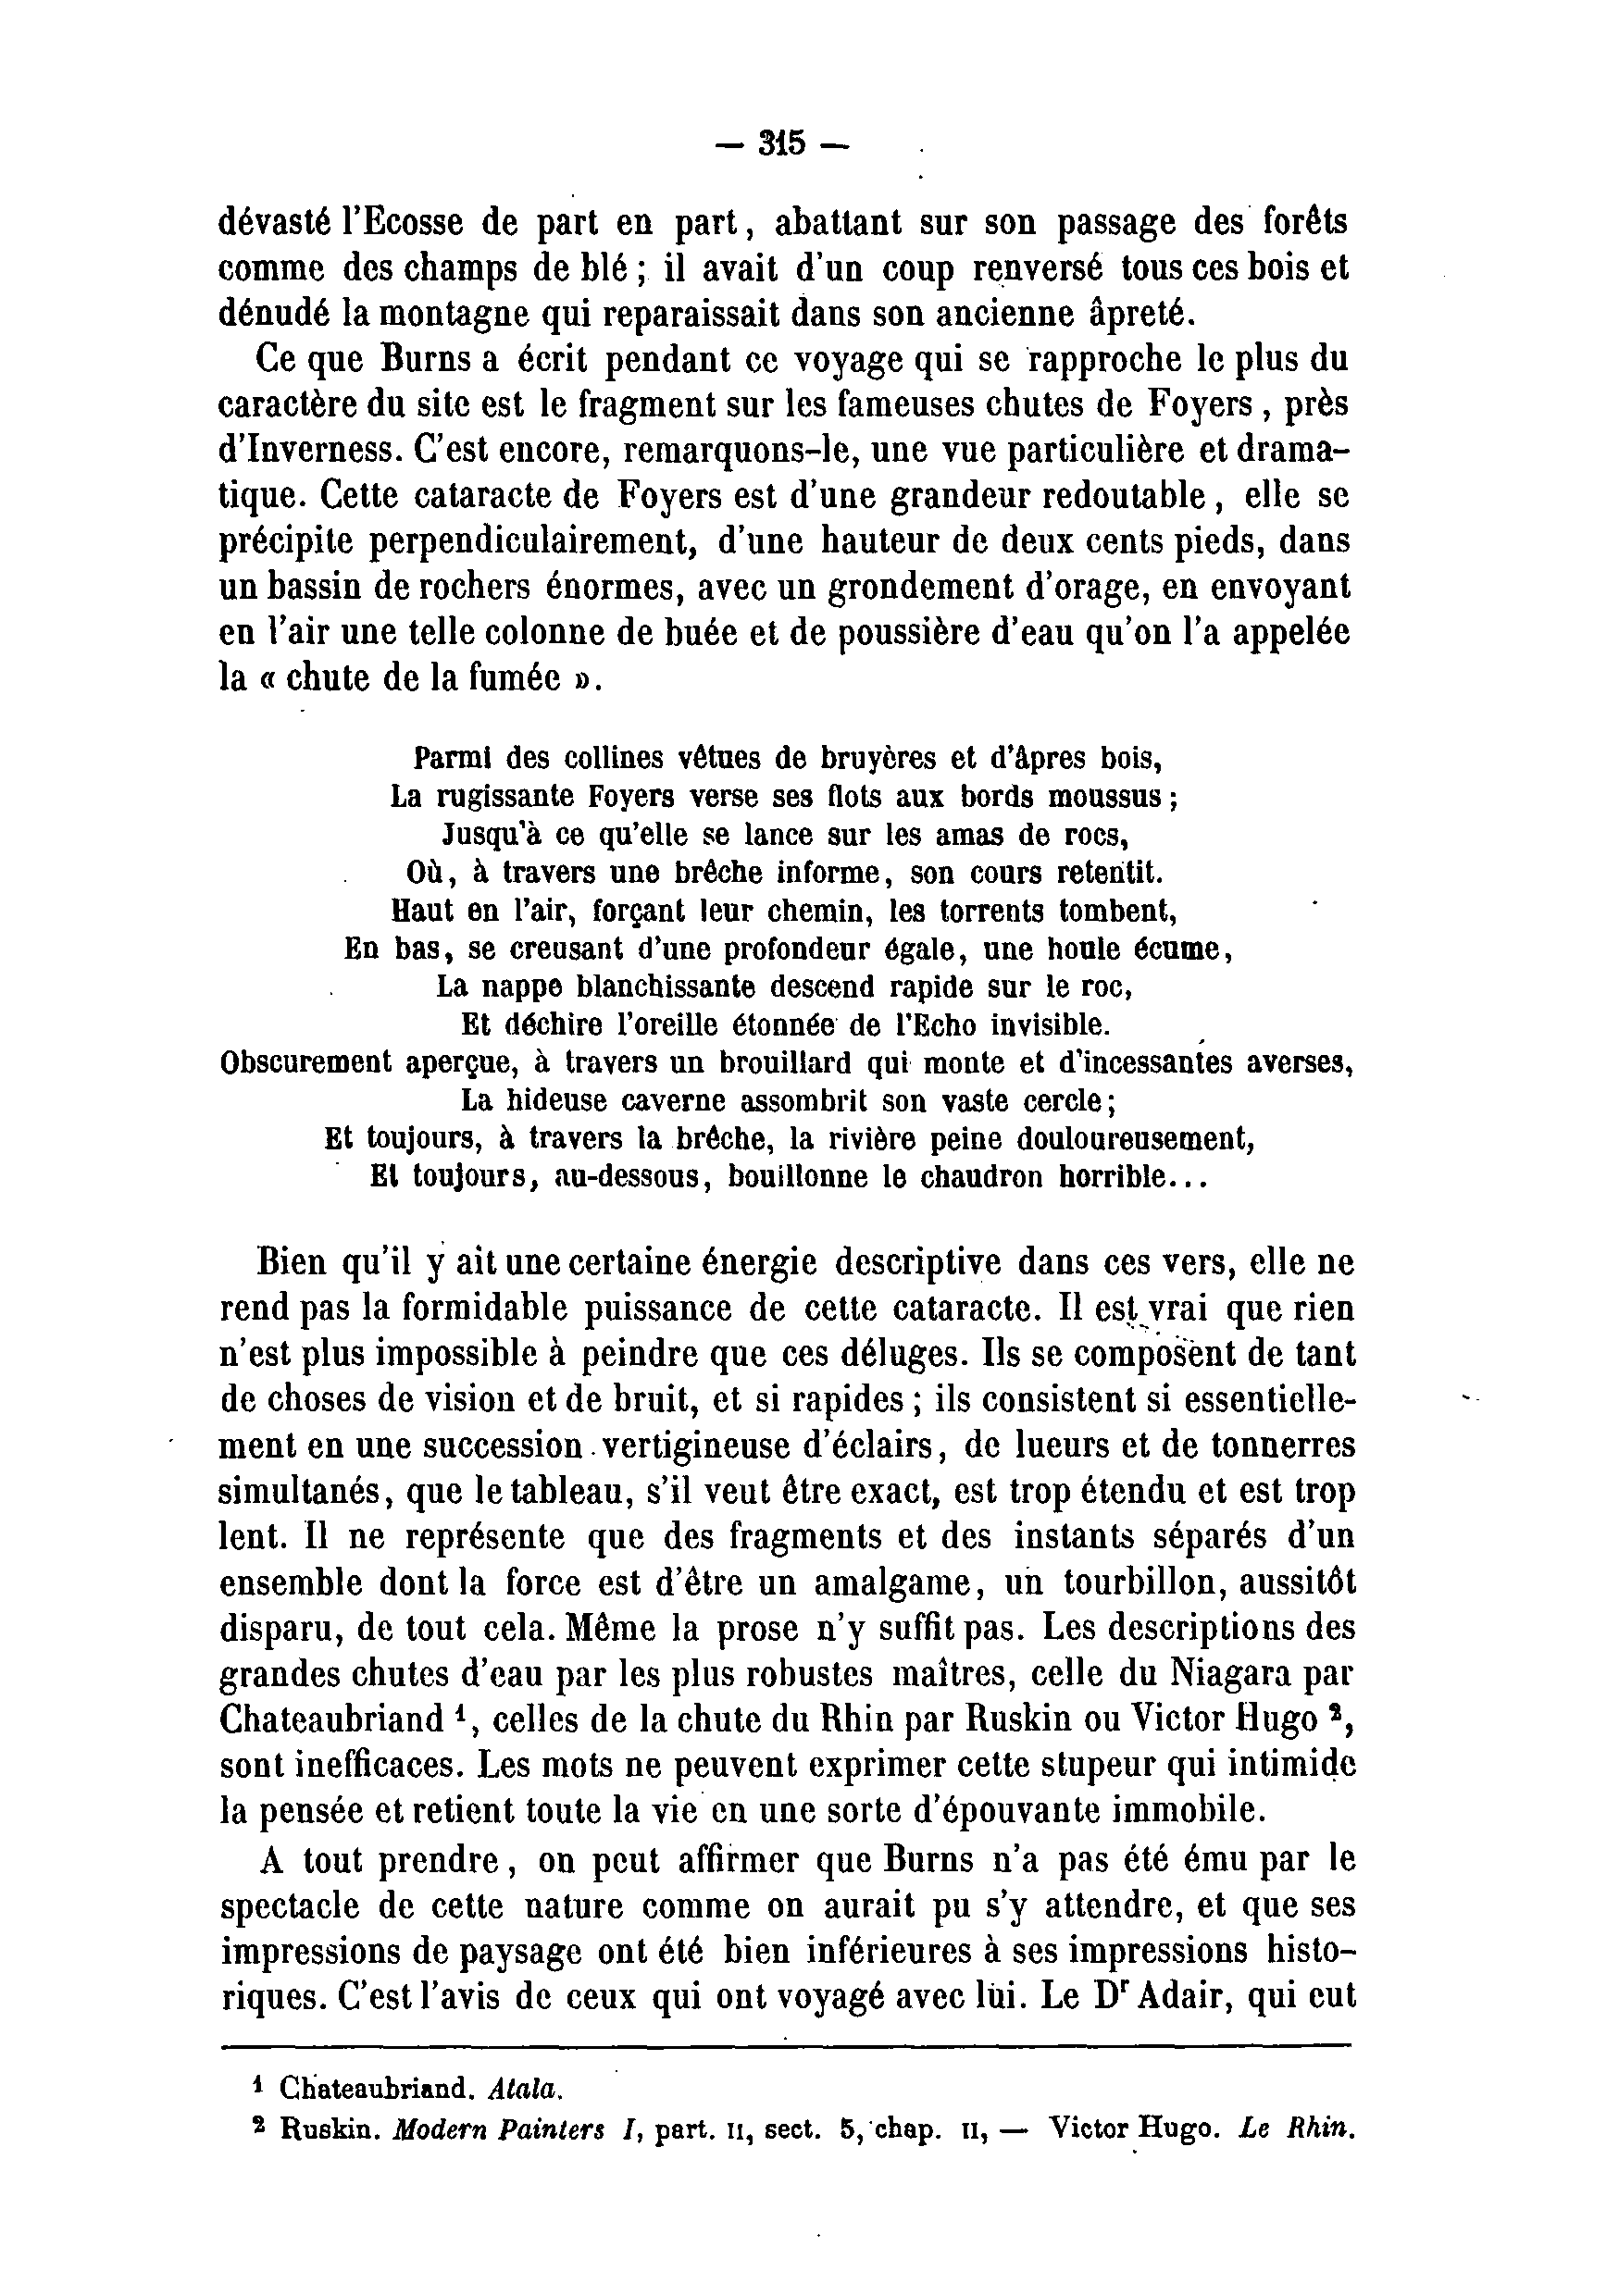 — 315 —
dévasté l'Ecosse de part en part, abattant sur son passage des forêts
comme des champs de blé ; il avait d'un coup renversé tous ces bois et
dénudé la montagne qui reparaissait dans son ancienne âpreté.
Ce que Burns a écrit pendant ce voyage qui se rapproche le plus du
caractère du site est le fragment sur les fameuses chutes de Foyers, près
d'Inverness. C'est encore, remarquons-le, une vue particulière et drama-
tique. Cette cataracte de Foyers est d'une grandeur redoutable, elle se
précipite perpendiculairement, d'une hauteur de deux cents pieds, dans
un bassin de rochers énormes, avec un grondement d'orage, en envoyant
en l'air une telle colonne de buée et de poussière d'eau qu'on l'a appelée
la « chute de la fumée ».
Parmi des collines vêtues de bruyères et d'âpres bois,
La rugissante Foyers verse ses flots aux bords moussus ;
Jusqu'à ce qu'elle se lance sur les amas de rocs,
Où, à travers une brêche informe, son cours retentit.
Haut en l'air, forçant leur chemin, les torrents tombent,
En bas, se creusant d'une profondeur égale, une houle écume,
La nappe blanchissante descend rapide sur le roc,
Et déchire l'oreille étonnée de l'Echo invisible.
Obscurement aperçue, à travers un brouillard qui monte et d'incessantes averses,
La hideuse caverne assombrit son vaste cercle ;
Et toujours, à travers la brêche, la rivière peine douloureusement,
Et toujours, au-dessous, bouillonne le chaudron horrible...
Bien qu'il y ait une certaine énergie descriptive dans ces vers, elle ne
rend pas la formidable puissance de cette cataracte. Il est vrai que rien
n'est plus impossible à peindre que ces déluges. Ils se composent de tant
de choses de vision et de bruit, et si rapides ; ils consistent si essentielle-
ment en une succession vertigineuse d'éclairs, de lueurs et de tonnerres
simultanés, que le tableau, s'il veut être exact, est trop étendu et est trop
lent. Il ne représente que des fragments et des instants séparés d'un
ensemble dont la force est d'être un amalgame, un tourbillon, aussitôt
disparu, de tout cela. Même la prose n'y suffit pas. Les descriptions des
grandes chutes d'eau par les plus robustes maîtres, celle du Niagara par
Chateaubriand ¹, celles de la chute du Rhin par Ruskin ou Victor Hugo ²,
sont inefficaces. Les mots ne peuvent exprimer cette stupeur qui intimide
la pensée et retient toute la vie en une sorte d'épouvante immobile.
A tout prendre, on peut affirmer que Burns n'a pas été ému par le
spectacle de cette nature comme on aurait pu s'y attendre, et que ses
impressions de paysage ont été bien inférieures à ses impressions histo-
riques. C'est l'avis de ceux qui ont voyagé avec lui. Le Dʳ Adair, qui eut
¹ Chateaubriand. Atala.
² Ruskin. Modern Painters I, part. II, sect. 5, chap. II, — Victor Hugo. Le Rhin.